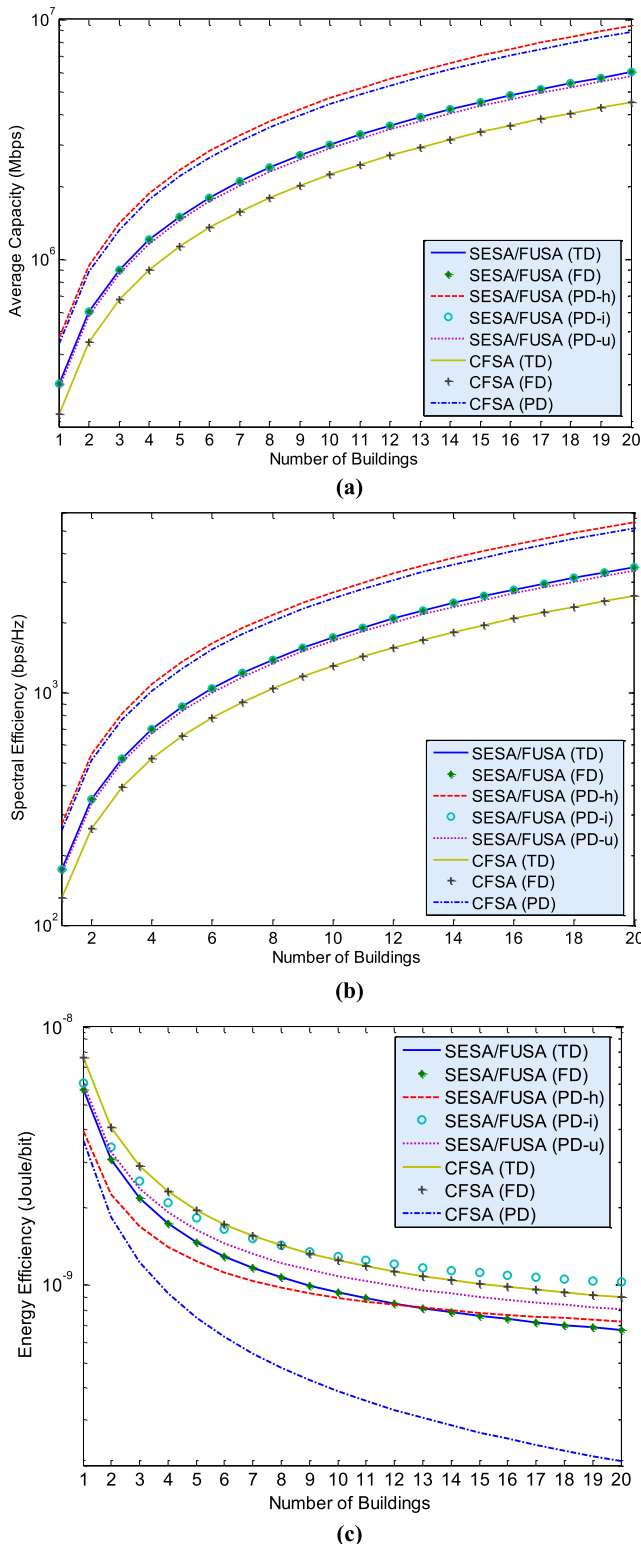 10^7
10^6
Average Capacity (Mbps)
SESA/FUSA (TD)
SESA/FUSA (FD)
SESA/FUSA (PD-h)
SESA/FUSA (PD-i)
SESA/FUSA (PD-u)
CFSA (TD)
CFSA (FD)
CFSA (PD)
1 2 3 4 5 6 7 8 9 10 11 12 13 14 15 16 17 18 19 20
Number of Buildings
(a)
10^3
10^2
Spectral Efficiency (bps/Hz)
SESA/FUSA (TD)
SESA/FUSA (FD)
SESA/FUSA (PD-h)
SESA/FUSA (PD-i)
SESA/FUSA (PD-u)
CFSA (TD)
CFSA (FD)
CFSA (PD)
2 4 6 8 10 12 14 16 18 20
Number of Buildings
(b)
10^-8
10^-9
Energy Efficiency (Joule/bit)
SESA/FUSA (TD)
SESA/FUSA (FD)
SESA/FUSA (PD-h)
SESA/FUSA (PD-i)
SESA/FUSA (PD-u)
CFSA (TD)
CFSA (FD)
CFSA (PD)
1 2 3 4 5 6 7 8 9 10 11 12 13 14 15 16 17 18 19 20
Number of Buildings
(c)